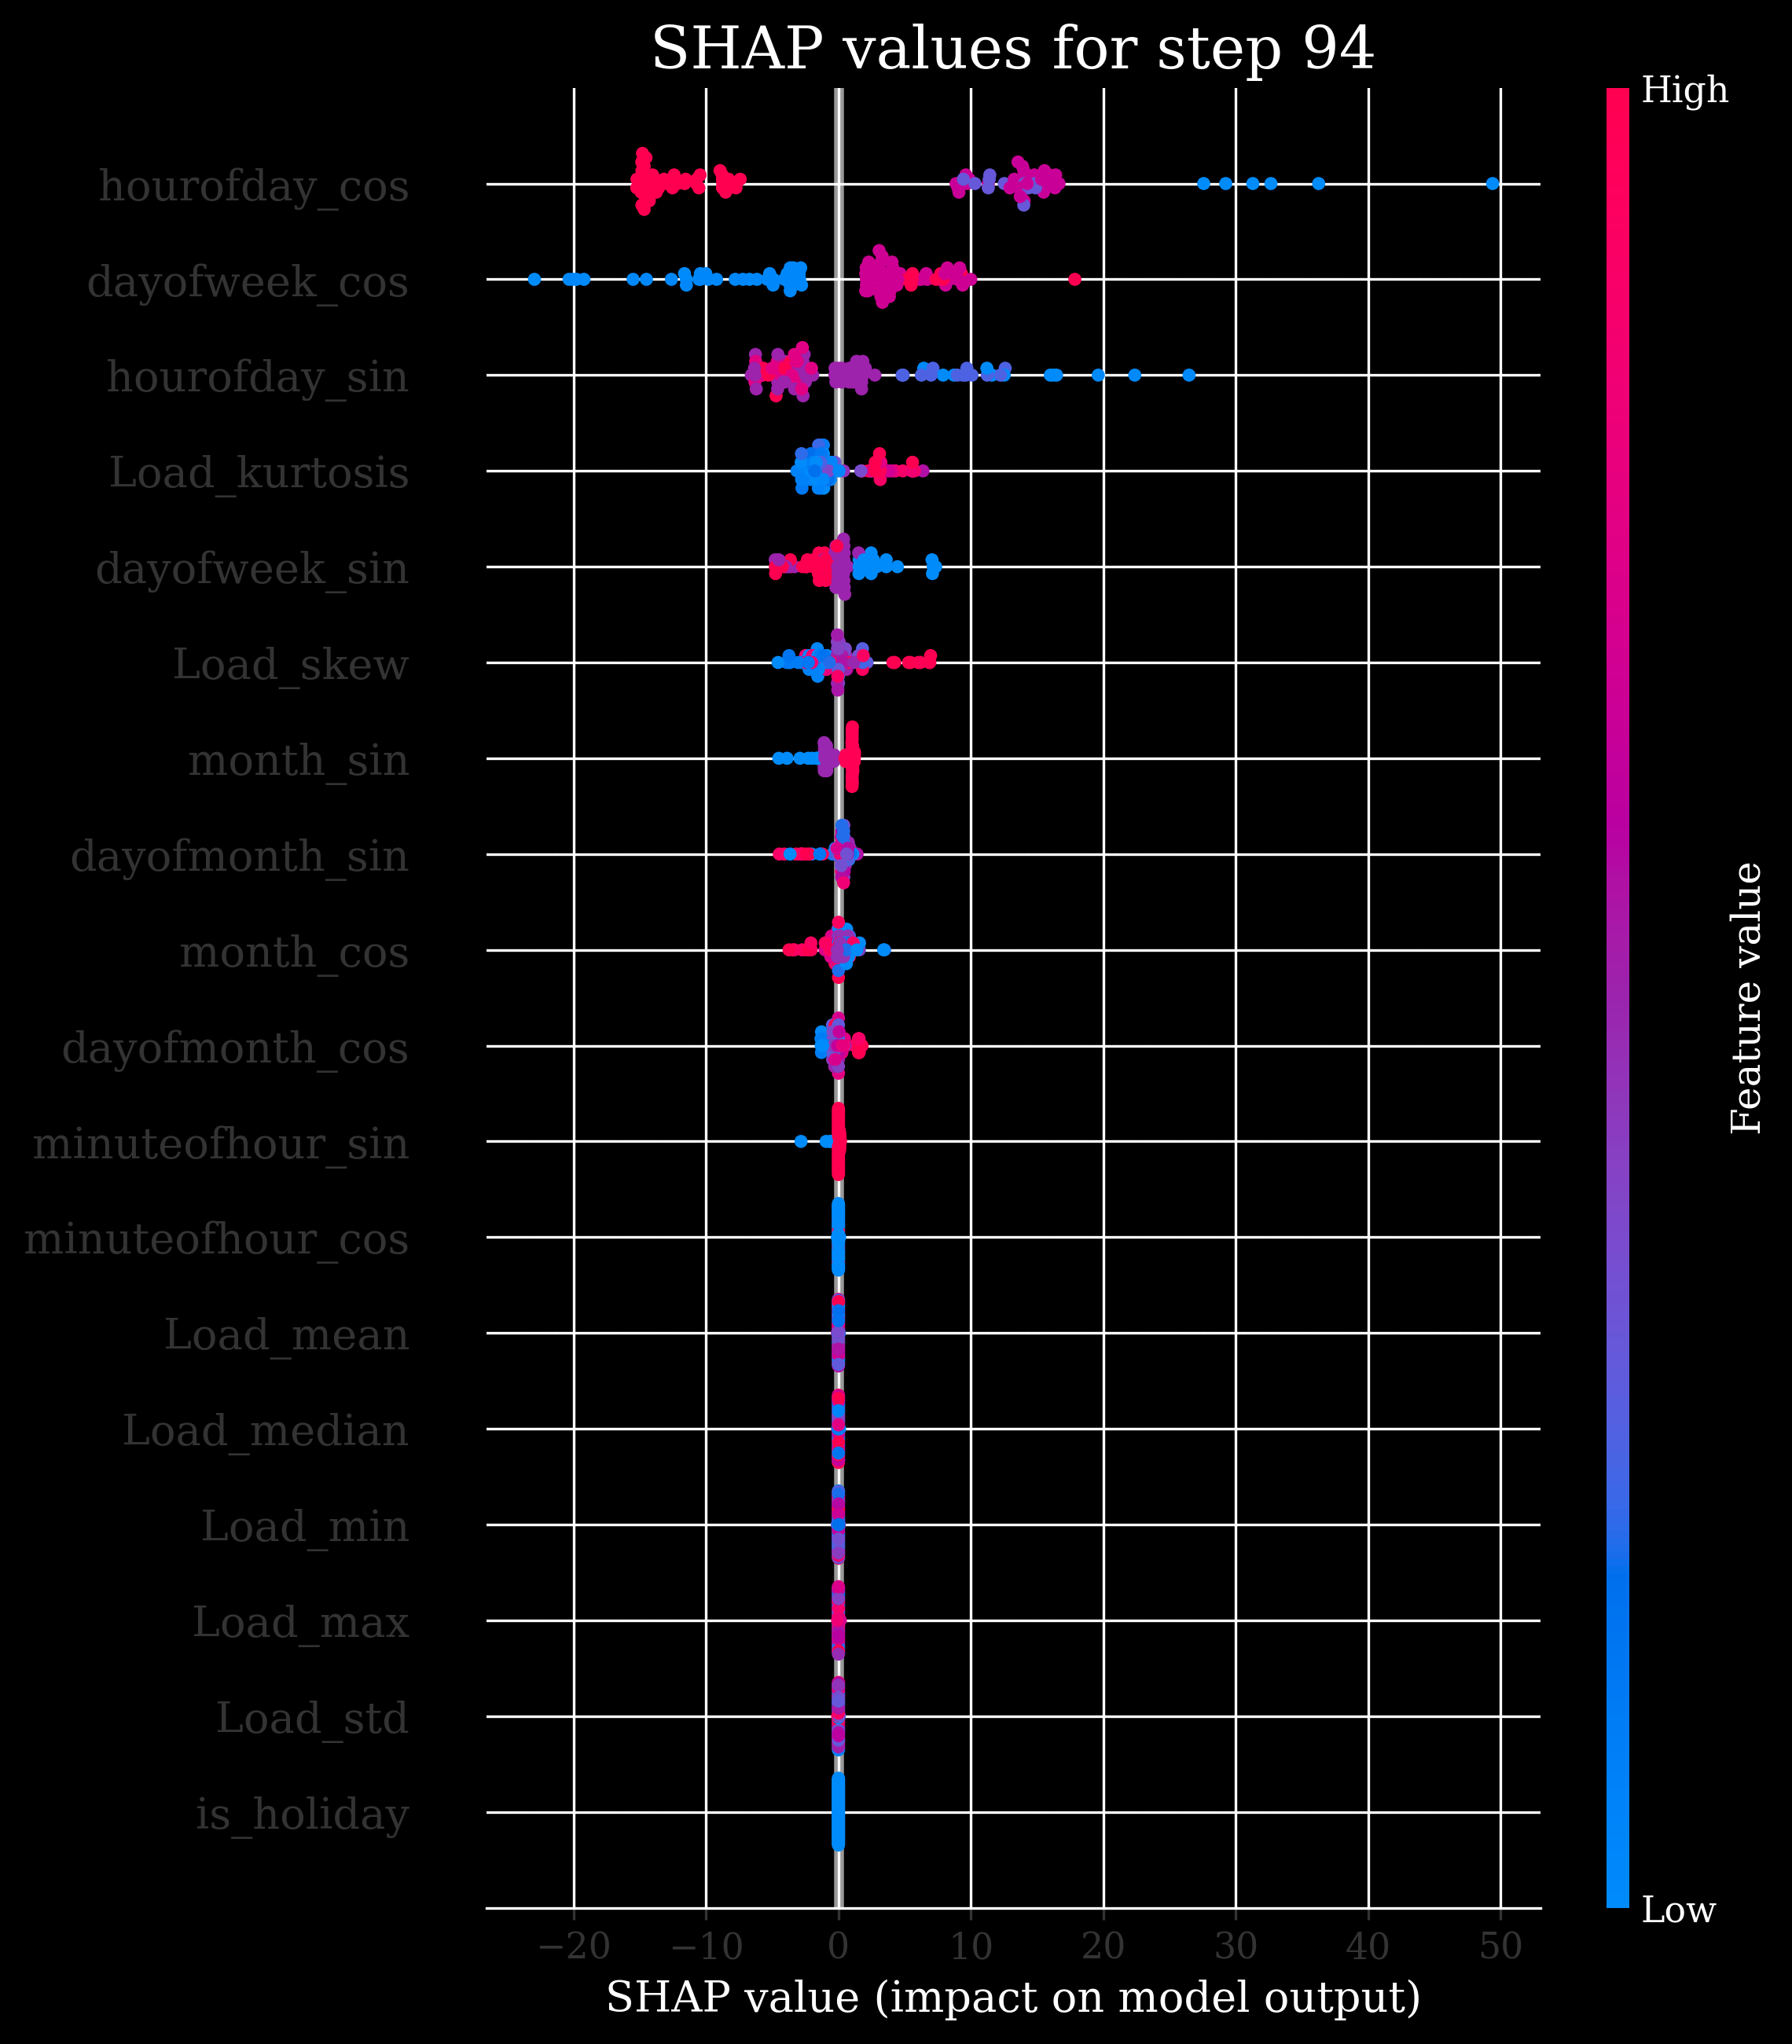 SHAP values for step 94
High
hourofday_cos
dayofweek_cos
hourofday_sin
Load_kurtosis
dayofweek_sin
Load_skew
month_sin
dayofmonth_sin
month_cos
dayofmonth_cos
minuteofhour_sin
minuteofhour_cos
Load_mean
Load_median
Load_min
Load_max
Load_std
is_holiday
Feature value
Low
−20 −10 0 10 20 30 40 50
SHAP value (impact on model output)